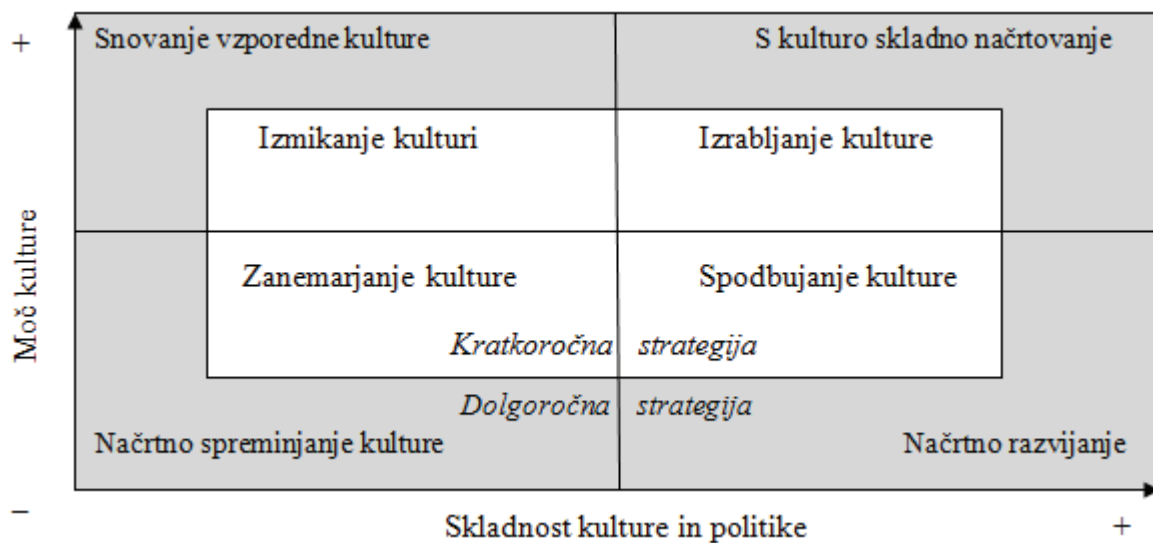 +
Snovanje vzporedne kulture
S kulturo skladno načrtovanje
Izmikanje kulturi
Izrabljanje kulture
Moč kulture
Zanemarjanje kulture
Spodbujanje kulture
Kratkoročna strategija
Dolgoročna strategija
Načrtno spreminjanje kulture
Načrtno razvijanje
–
Skladnost kulture in politike
+